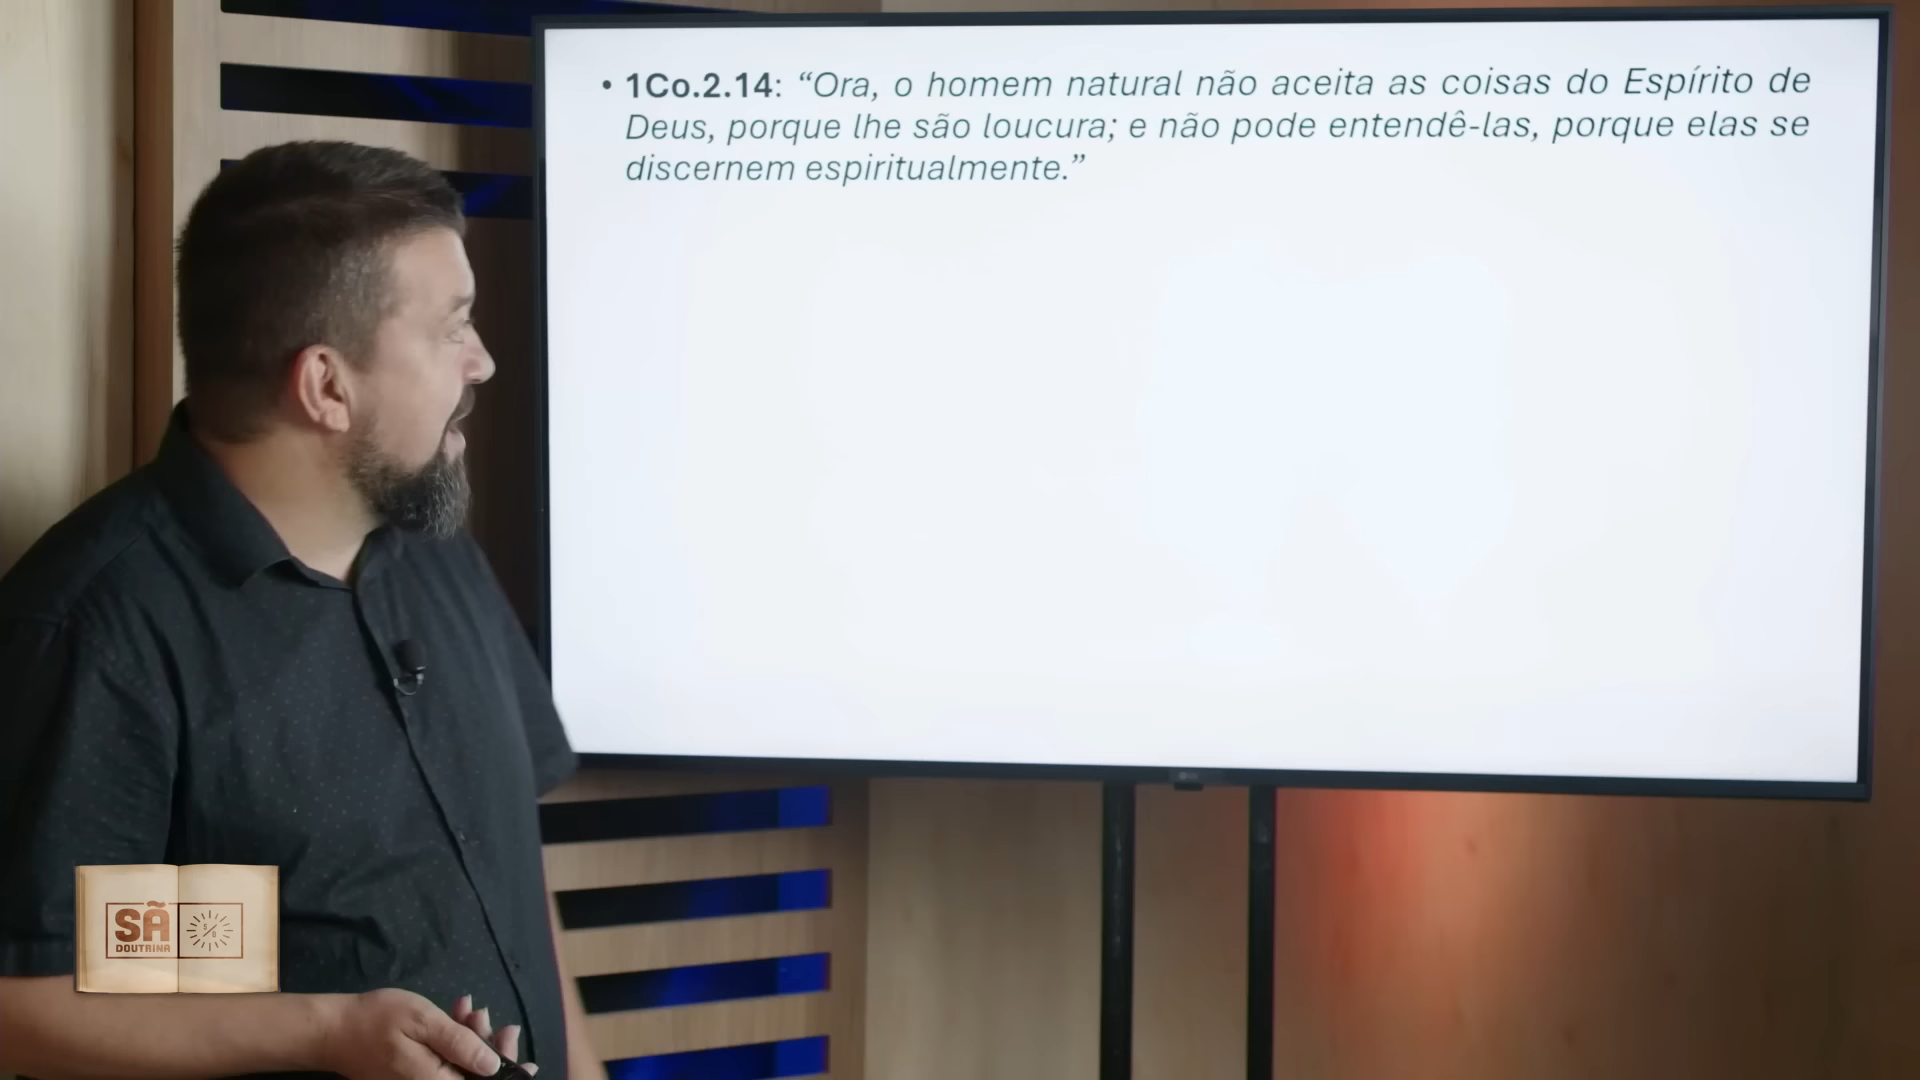 • 1Co.2.14: “Ora, o homem natural não aceita as coisas do Espírito de
Deus, porque lhe são loucura; e não pode entendê-las, porque elas se
discernem espiritualmente.”
SÃ
DOUTRINA